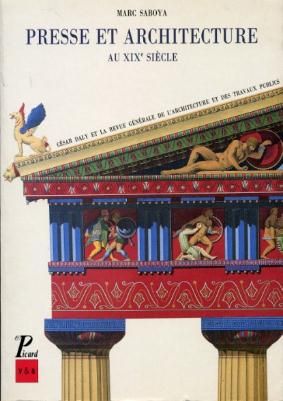 MARC SABOYA
PRESSE ET ARCHITECTURE
AU XIXᵉ SIÈCLE
CÉSAR DALY ET LA REVUE GÉNÉRALE DE L'ARCHITECTURE ET DES TRAVAUX PUBLICS
Picard